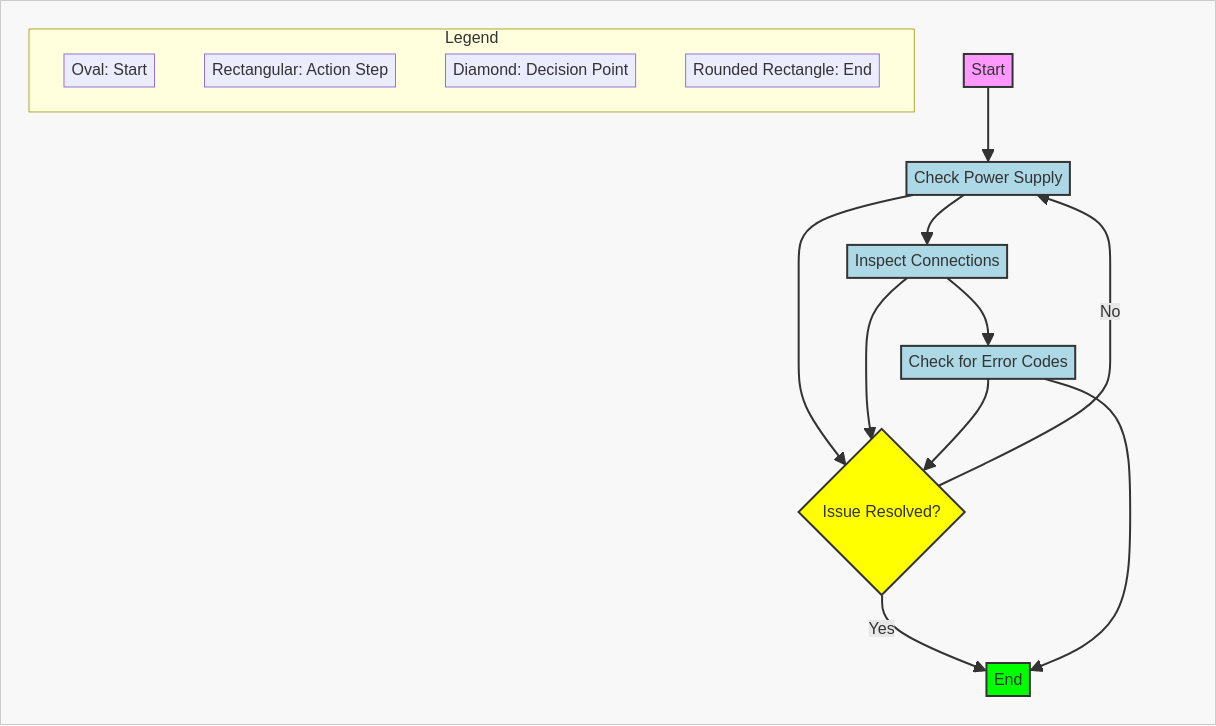 Legend
Oval: Start
Rectangular: Action Step
Diamond: Decision Point
Rounded Rectangle: End
Start
Check Power Supply
Inspect Connections
No
Check for Error Codes
Issue Resolved?
Yes
End